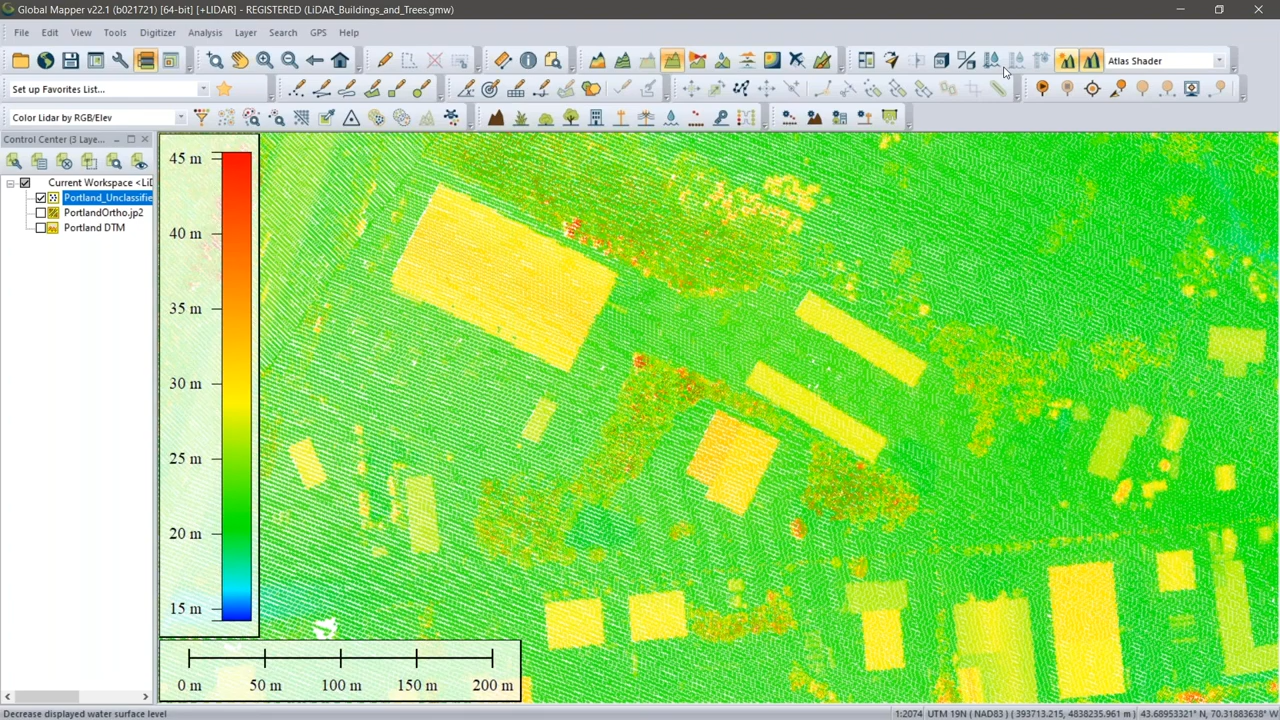 Global Mapper v22.1 (b021721) [64-bit] [+LIDAR] - REGISTERED (LiDAR_Buildings_and_Trees.gmw)
File Edit View Tools Digitizer Analysis Layer Search GPS Help
Atlas Shader
Set up Favorites List...
Color Lidar by RGB/Elev
Control Center (3 Laye...
Current Workspace <LiD
Portland_Unclassifie
PortlandOrtho.jp2
Portland DTM
45 m
40 m
35 m
30 m
25 m
20 m
15 m
0 m 50 m 100 m 150 m 200 m
Decrease displayed water surface level
1:2074 UTM 19N ( NAD83 ) ( 393713.215, 4838235.961 m ) 43.68953321° N, 70.31883638° W